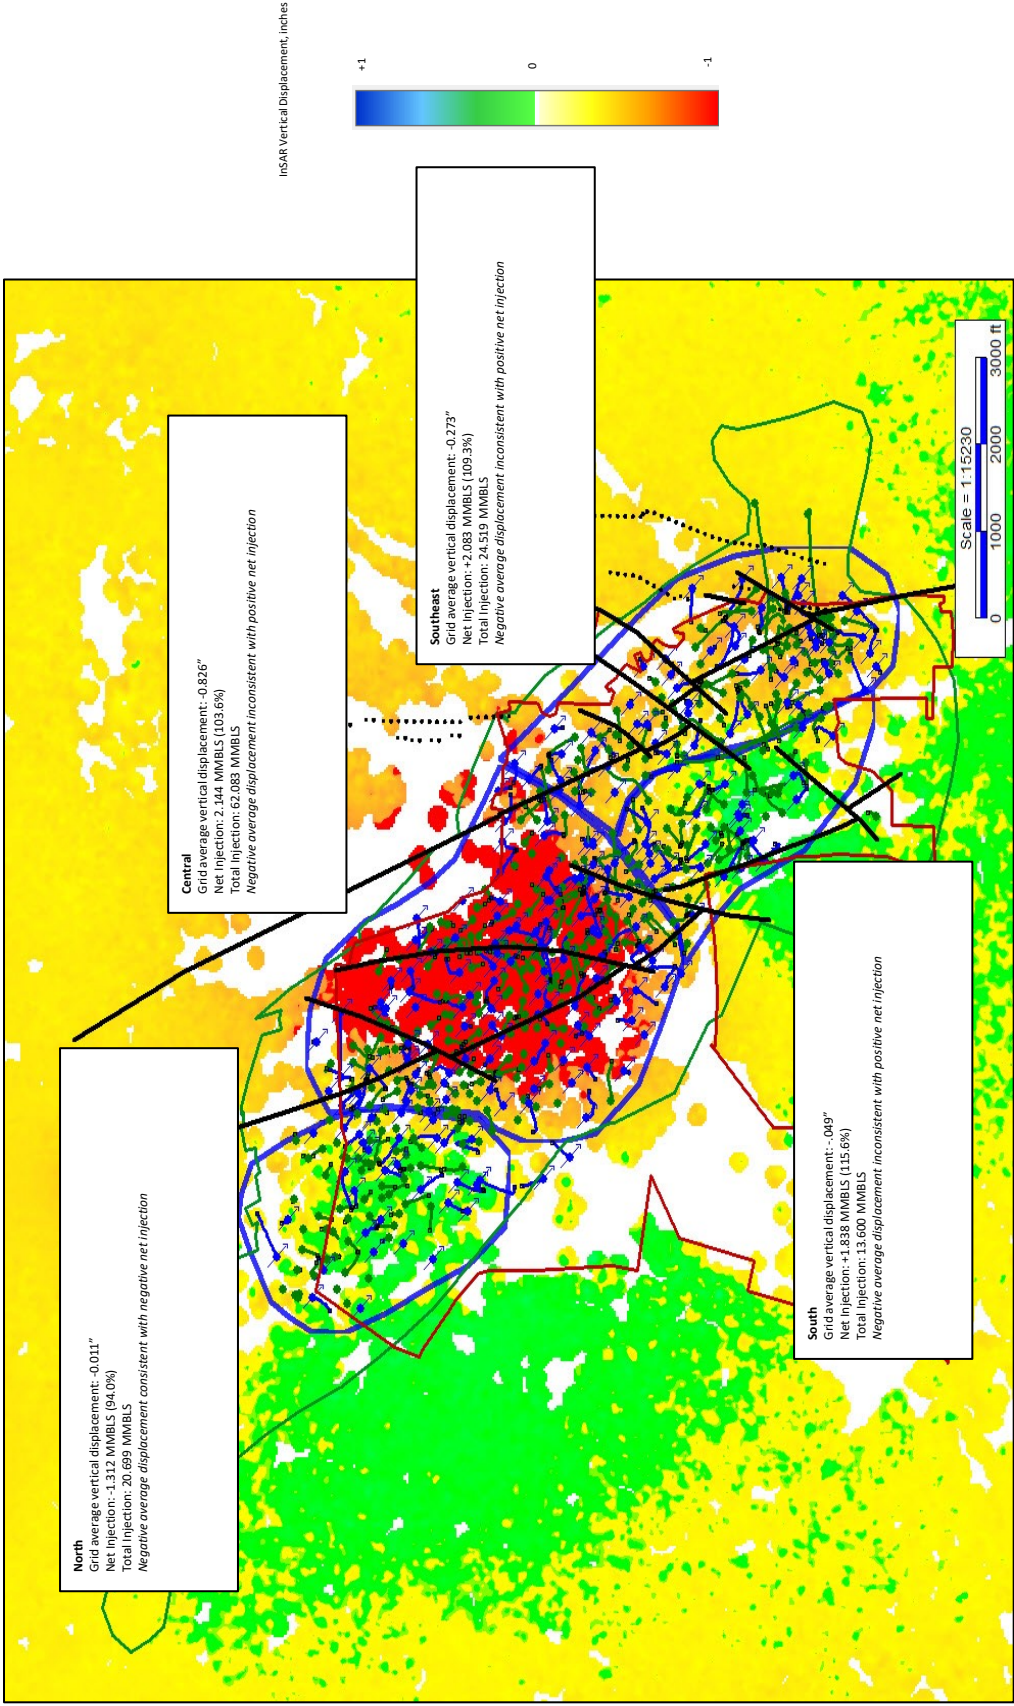 North
Grid average vertical displacement: -0.011”
Net Injection: -1.312 MMBLS (94.0%)
Total Injection: 20.699 MMBLS
Negative average displacement consistent with negative net injection
Central
Grid average vertical displacement: -0.826”
Net Injection: 2.144 MMBLS (103.6%)
Total Injection: 62.083 MMBLS
Negative average displacement inconsistent with positive net injection
Southeast
Grid average vertical displacement: -0.273”
Net Injection: +2.083 MMBLS (109.3%)
Total Injection: 24.519 MMBLS
Negative average displacement inconsistent with positive net injection
South
Grid average vertical displacement: -.049”
Net Injection: +1.838 MMBLS (115.6%)
Total Injection: 13.600 MMBLS
Negative average displacement inconsistent with positive net injection
InSAR Vertical Displacement, inches
+1
0
-1
Scale = 1:15230
0 1000 2000 3000 ft